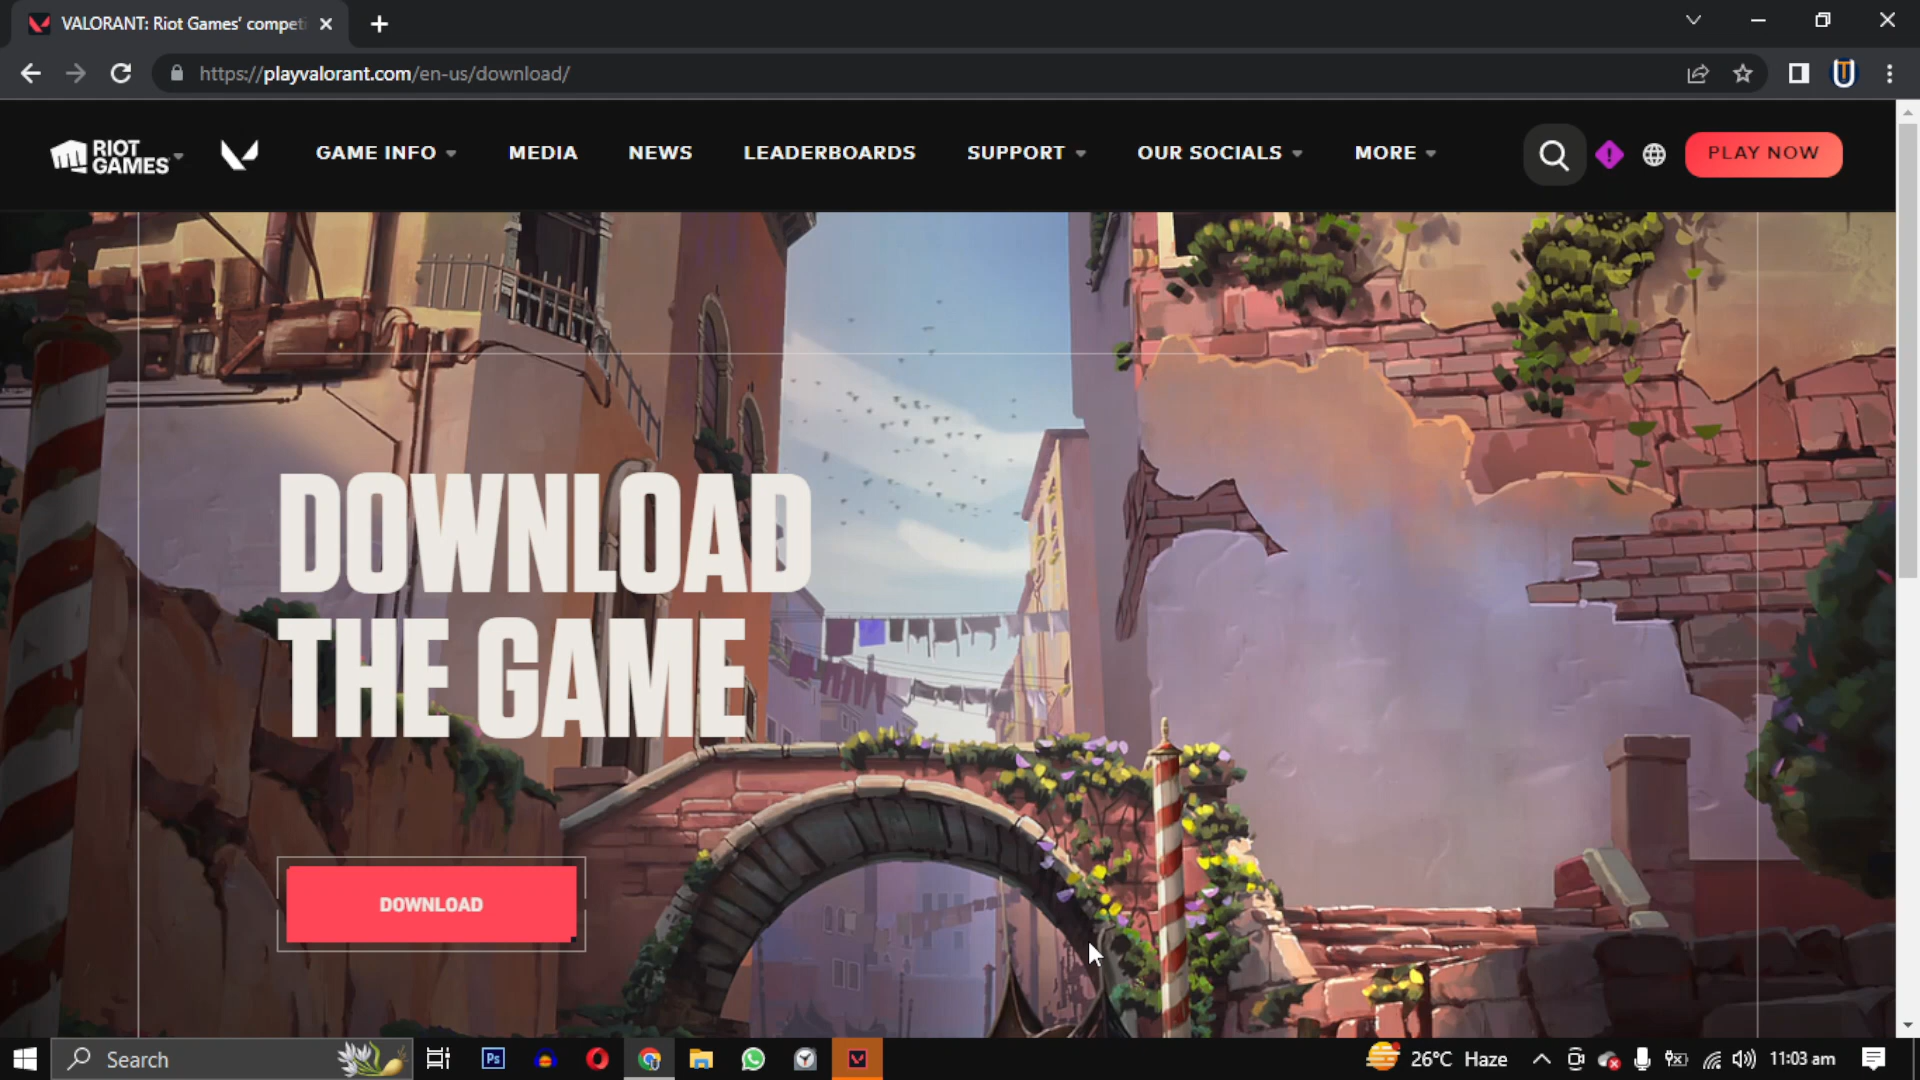 VALORANT: Riot Games' compet
https://playvalorant.com/en-us/download/
RIOT GAMES
GAME INFO
MEDIA
NEWS
LEADERBOARDS
SUPPORT
OUR SOCIALS
MORE
PLAY NOW
DOWNLOAD
THE GAME
DOWNLOAD
Search
Ps
26°C Haze
11:03 am